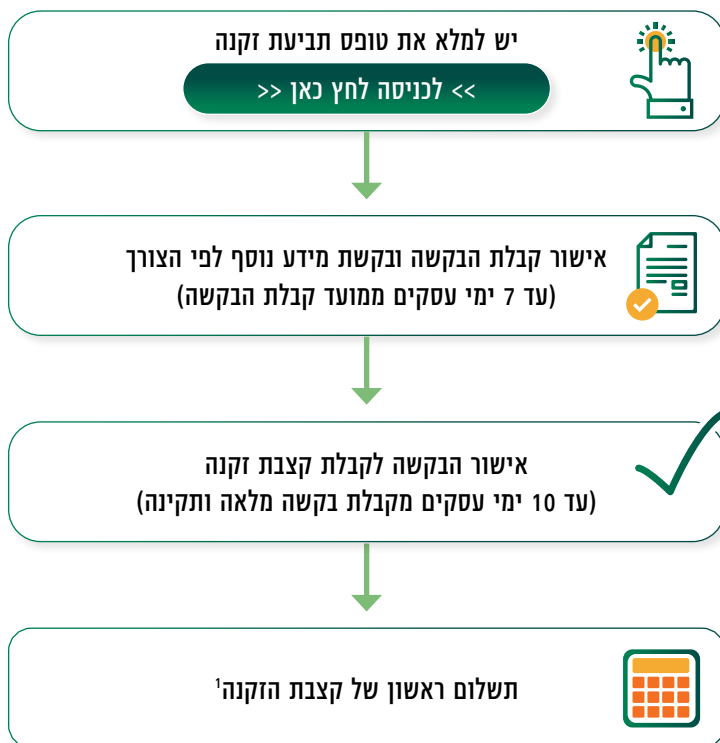 יש למלא את טופס תביעת זקנה
>> לכניסה לחץ כאן <<
אישור קבלת הבקשה ובקשת מידע נוסף לפי הצורך
(עד 7 ימי עסקים ממועד קבלת הבקשה)
אישור הבקשה לקבלת קצבת זקנה
(עד 10 ימי עסקים מקבלת בקשה מלאה ותקינה)
תשלום ראשון של קצבת הזקנה¹